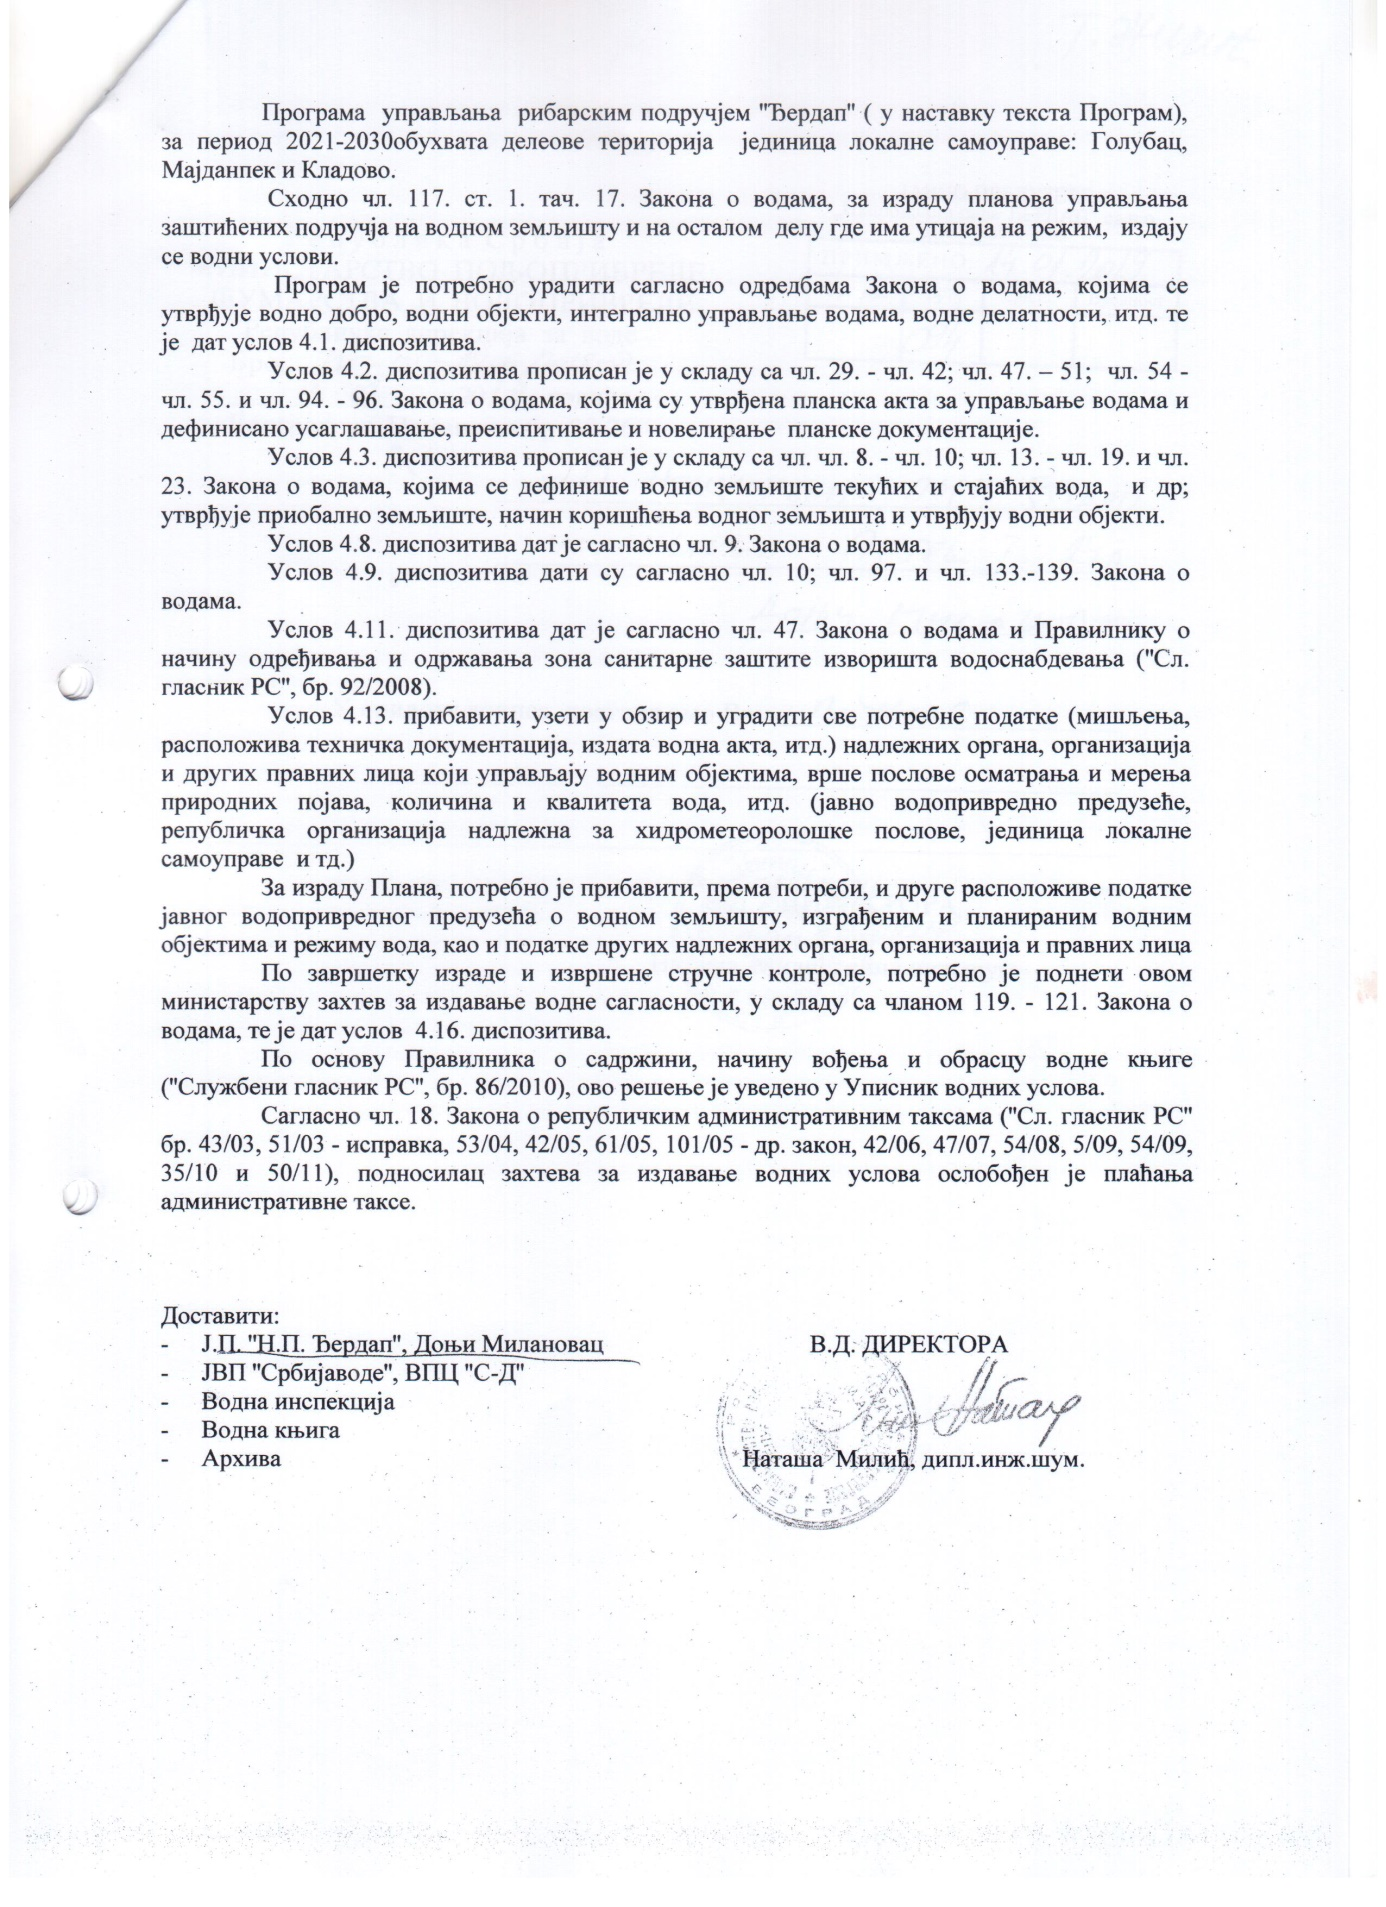 Програма управљања рибарским подручјем "Ђердап" ( у наставку текста Програм),
за период 2021-2030обухвата делеове територија јединица локалне самоуправе: Голубац,
Мајданпек и Кладово.
Сходно чл. 117. ст. 1. тач. 17. Закона о водама, за израду планова управљања
заштићених подручја на водном земљишту и на осталом делу где има утицаја на режим, издају
се водни услови.
Програм је потребно урадити сагласно одредбама Закона о водама, којима се
утврђује водно добро, водни објекти, интегрално управљање водама, водне делатности, итд. те
је дат услов 4.1. диспозитива.
Услов 4.2. диспозитива прописан је у складу са чл. 29. - чл. 42; чл. 47. – 51; чл. 54 -
чл. 55. и чл. 94. - 96. Закона о водама, којима су утврђена планска акта за управљање водама и
дефинисано усаглашавање, преиспитивање и новелирање планске документације.
Услов 4.3. диспозитива прописан је у складу са чл. чл. 8. - чл. 10; чл. 13. - чл. 19. и чл.
23. Закона о водама, којима се дефинише водно земљиште текућих и стајаћих вода, и др;
утврђује приобално земљиште, начин коришћења водног земљишта и утврђују водни објекти.
Услов 4.8. диспозитива дат је сагласно чл. 9. Закона о водама.
Услов 4.9. диспозитива дати су сагласно чл. 10; чл. 97. и чл. 133.-139. Закона о
водама.
Услов 4.11. диспозитива дат је сагласно чл. 47. Закона о водама и Правилнику о
начину одређивања и одржавања зона санитарне заштите изворишта водоснабдевања ("Сл.
гласник РС", бр. 92/2008).
Услов 4.13. прибавити, узети у обзир и уградити све потребне податке (мишљења,
расположива техничка документација, издата водна акта, итд.) надлежних органа, организација
и других правних лица који управљају водним објектима, врше послове осматрања и мерења
природних појава, количина и квалитета вода, итд. (јавно водопривредно предузеће,
републичка организација надлежна за хидрометеоролошке послове, јединица локалне
самоуправе и тд.)
За израду Плана, потребно је прибавити, према потреби, и друге расположиве податке
јавног водопривредног предузећа о водном земљишту, изграђеним и планираним водним
објектима и режиму вода, као и податке других надлежних органа, организација и правних лица
По завршетку израде и извршене стручне контроле, потребно је поднети овом
министарству захтев за издавање водне сагласности, у складу са чланом 119. - 121. Закона о
водама, те је дат услов 4.16. диспозитива.
По основу Правилника о садржини, начину вођења и обрасцу водне књиге
("Службени гласник РС", бр. 86/2010), ово решење је уведено у Уписник водних услова.
Сагласно чл. 18. Закона о републичким административним таксама ("Сл. гласник РС"
бр. 43/03, 51/03 - исправка, 53/04, 42/05, 61/05, 101/05 - др. закон, 42/06, 47/07, 54/08, 5/09, 54/09,
35/10 и 50/11), подносилац захтева за издавање водних услова ослобођен је плаћања
административне таксе.
Доставити:
- Ј.П. "Н.П. Ђердап", Доњи Милановац
- ЈВП "Србијаводе", ВПЦ "С-Д"
- Водна инспекција
- Водна књига
- Архива
В.Д. ДИРЕКТОРА
Наташа Милић, дипл.инж.шум.
БЕОГРАД